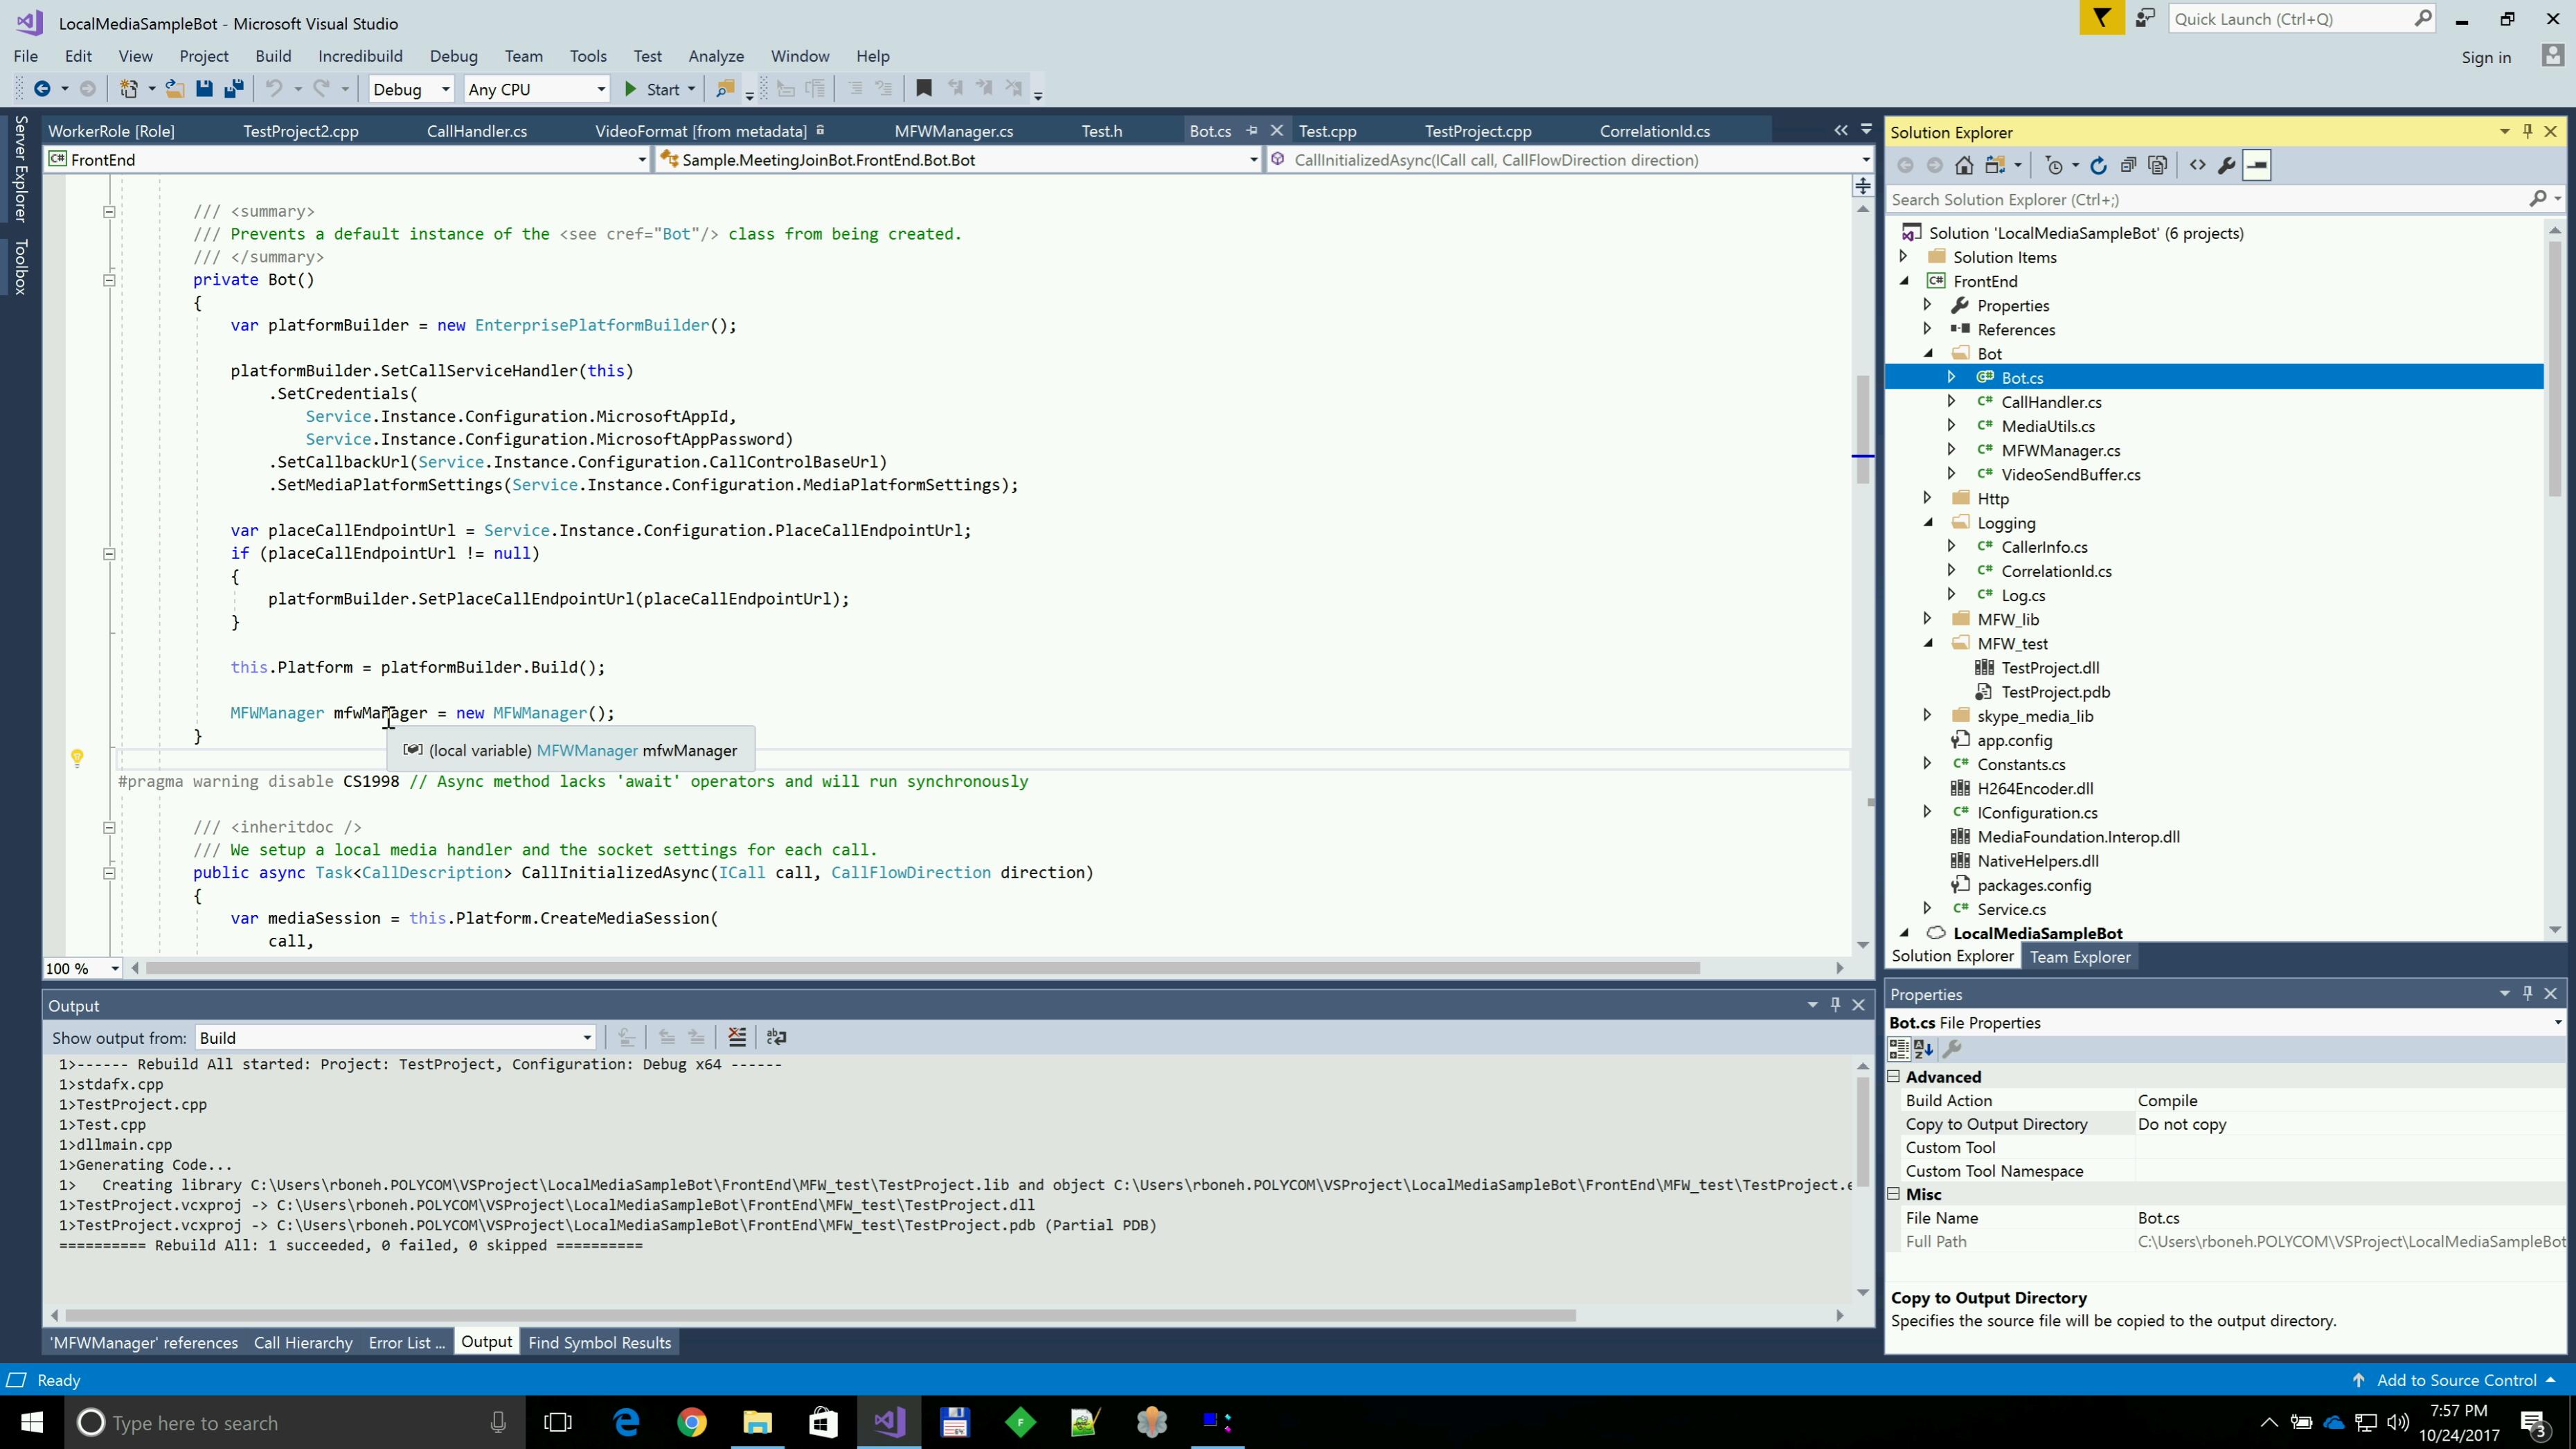 LocalMediaSampleBot - Microsoft Visual Studio
Quick Launch (Ctrl+Q)
File Edit View Project Build Incredibuild Debug Team Tools Test Analyze Window Help
Sign in
Debug Any CPU Start
Server Explorer
Toolbox
WorkerRole [Role] TestProject2.cpp CallHandler.cs VideoFormat [from metadata] MFWManager.cs Test.h Bot.cs Test.cpp TestProject.cpp CorrelationId.cs
FrontEnd Sample.MeetingJoinBot.FrontEnd.Bot.Bot CallInitializedAsync(ICall call, CallFlowDirection direction)
/// <summary>
/// Prevents a default instance of the <see cref="Bot"/> class from being created.
/// </summary>
private Bot()
{
var platformBuilder = new EnterprisePlatformBuilder();
platformBuilder.SetCallServiceHandler(this)
.SetCredentials(
Service.Instance.Configuration.MicrosoftAppId,
Service.Instance.Configuration.MicrosoftAppPassword)
.SetCallbackUrl(Service.Instance.Configuration.CallControlBaseUrl)
.SetMediaPlatformSettings(Service.Instance.Configuration.MediaPlatformSettings);
var placeCallEndpointUrl = Service.Instance.Configuration.PlaceCallEndpointUrl;
if (placeCallEndpointUrl != null)
{
platformBuilder.SetPlaceCallEndpointUrl(placeCallEndpointUrl);
}
this.Platform = platformBuilder.Build();
MFWManager mfwManager = new MFWManager();
}
(local variable) MFWManager mfwManager
#pragma warning disable CS1998 // Async method lacks 'await' operators and will run synchronously
/// <inheritdoc />
/// We setup a local media handler and the socket settings for each call.
public async Task<CallDescription> CallInitializedAsync(ICall call, CallFlowDirection direction)
{
var mediaSession = this.Platform.CreateMediaSession(
call,
100 %
Output
Show output from: Build
1>------ Rebuild All started: Project: TestProject, Configuration: Debug x64 ------
1>stdafx.cpp
1>TestProject.cpp
1>Test.cpp
1>dllmain.cpp
1>Generating Code...
1>   Creating library C:\Users\rboneh.POLYCOM\VSProject\LocalMediaSampleBot\FrontEnd\MFW_test\TestProject.lib and object C:\Users\rboneh.POLYCOM\VSProject\LocalMediaSampleBot\FrontEnd\MFW_test\TestProject.e
1>TestProject.vcxproj -> C:\Users\rboneh.POLYCOM\VSProject\LocalMediaSampleBot\FrontEnd\MFW_test\TestProject.dll
1>TestProject.vcxproj -> C:\Users\rboneh.POLYCOM\VSProject\LocalMediaSampleBot\FrontEnd\MFW_test\TestProject.pdb (Partial PDB)
========== Rebuild All: 1 succeeded, 0 failed, 0 skipped ==========
'MFWManager' references Call Hierarchy Error List ... Output Find Symbol Results
Solution Explorer
Search Solution Explorer (Ctrl+;)
Solution 'LocalMediaSampleBot' (6 projects)
Solution Items
C# FrontEnd
Properties
References
Bot
C# Bot.cs
C# CallHandler.cs
C# MediaUtils.cs
C# MFWManager.cs
C# VideoSendBuffer.cs
Http
Logging
C# CallerInfo.cs
C# CorrelationId.cs
C# Log.cs
MFW_lib
MFW_test
TestProject.dll
TestProject.pdb
skype_media_lib
app.config
C# Constants.cs
H264Encoder.dll
C# IConfiguration.cs
MediaFoundation.Interop.dll
NativeHelpers.dll
packages.config
C# Service.cs
LocalMediaSampleBot
Solution Explorer Team Explorer
Properties
Bot.cs File Properties
Advanced
Build Action Compile
Copy to Output Directory Do not copy
Custom Tool
Custom Tool Namespace
Misc
File Name Bot.cs
Full Path C:\Users\rboneh.POLYCOM\VSProject\LocalMediaSampleBot
Copy to Output Directory
Specifies the source file will be copied to the output directory.
Ready
Add to Source Control
Type here to search
7:57 PM
10/24/2017
3